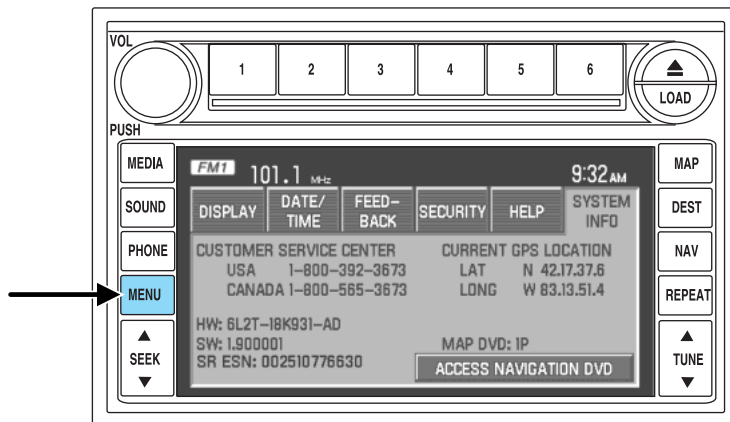 VOL
1 2 3 4 5 6
LOAD
PUSH
MEDIA
SOUND
PHONE
MENU
SEEK
FM1 101.1 MHz 9:32 AM
DISPLAY
DATE/
TIME
FEED-
BACK
SECURITY
HELP
SYSTEM
INFO
CUSTOMER SERVICE CENTER
USA 1-800-392-3673
CANADA 1-800-565-3673
CURRENT GPS LOCATION
LAT N 42.17.37.6
LONG W 83.13.51.4
HW: 6L2T-18K931-AD
SW: 1.900001
SR ESN: 002510776630
MAP DVD: 1P
ACCESS NAVIGATION DVD
MAP
DEST
NAV
REPEAT
TUNE